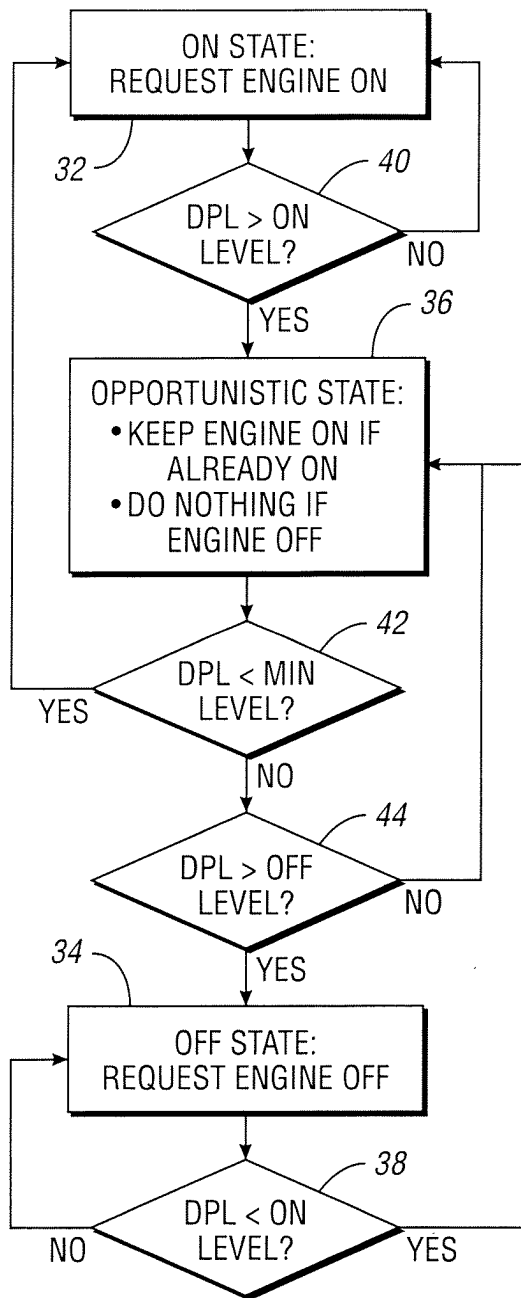 ON STATE:
REQUEST ENGINE ON
32
40
DPL > ON
LEVEL?
NO
YES
36
OPPORTUNISTIC STATE:
• KEEP ENGINE ON IF
ALREADY ON
• DO NOTHING IF
ENGINE OFF
42
DPL < MIN
LEVEL?
YES
NO
44
DPL > OFF
LEVEL?
NO
YES
34
OFF STATE:
REQUEST ENGINE OFF
38
DPL < ON
LEVEL?
NO
YES